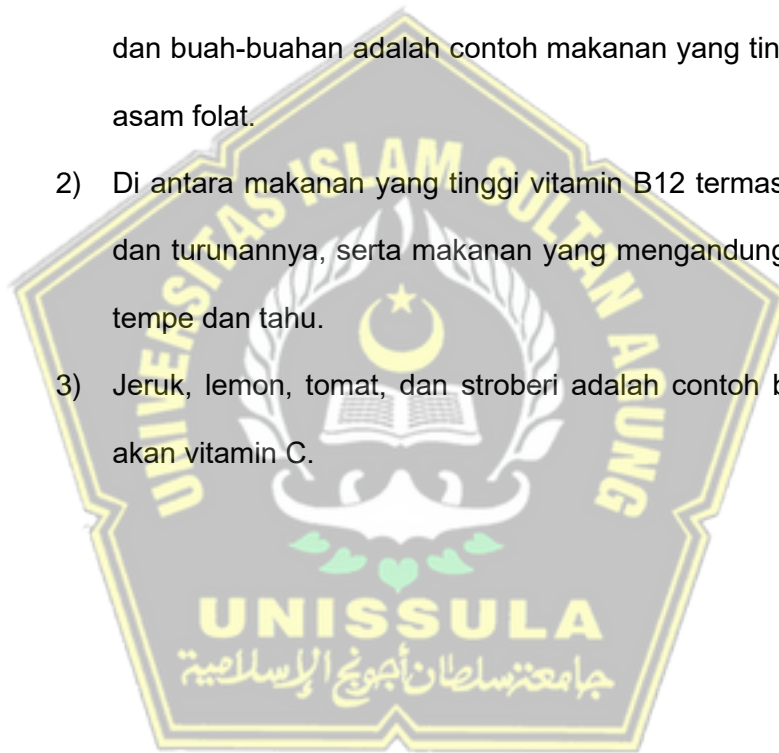 dan buah-buahan adalah contoh makanan yang tin
asam folat.
2) Di antara makanan yang tinggi vitamin B12 termas
dan turunannya, serta makanan yang mengandung
tempe dan tahu.
3) Jeruk, lemon, tomat, dan stroberi adalah contoh b
akan vitamin C.
UNIVERSITAS ISLAM SULTAN AGUNG
UNISSULA
جامعة سلطان أجونج الإسلامية